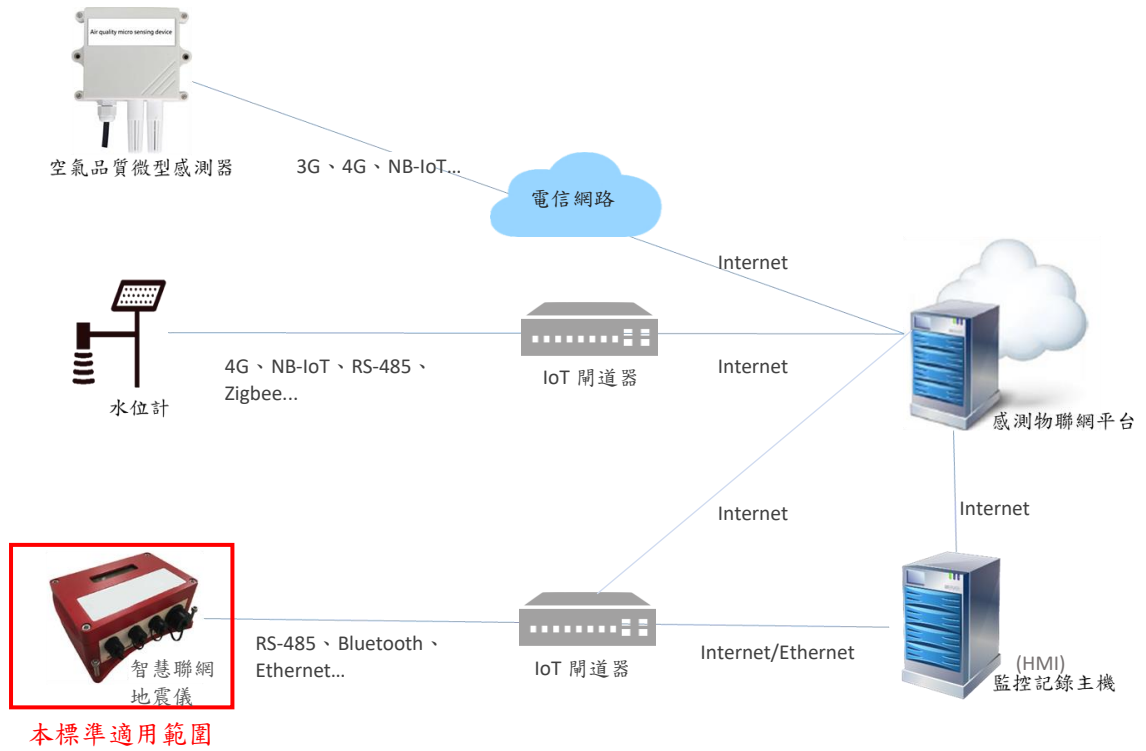 Air quality micro sensing device
空氣品質微型感測器
3G、4G、NB-IoT…
電信網路
Internet
4G、NB-IoT、RS-485、
Zigbee...
水位計
IoT 閘道器
Internet
感測物聯網平台
Internet
Internet
智慧聯網
地震儀
RS-485、Bluetooth、
Ethernet…
IoT 閘道器
Internet/Ethernet
(HMI)
監控記錄主機
本標準適用範圍